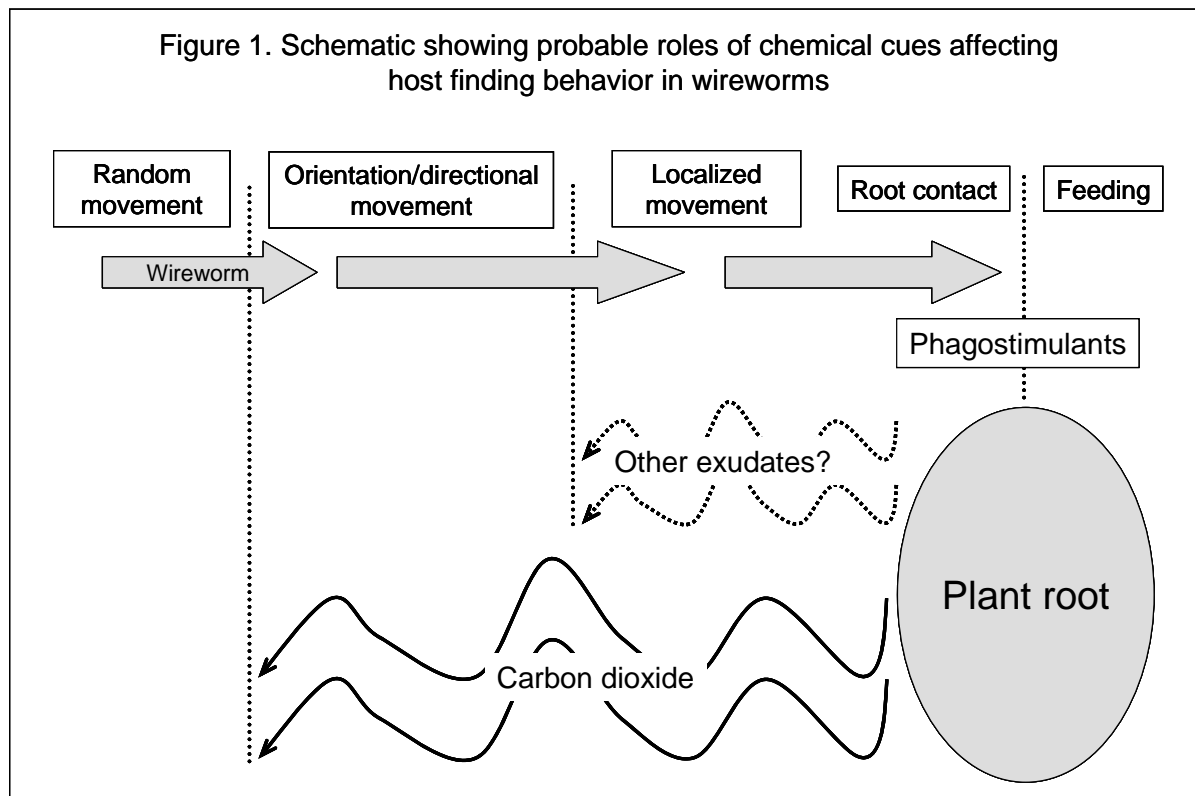 Figure 1. Schematic showing probable roles of chemical cues affecting
host finding behavior in wireworms
Random
movement
Orientation/directional
movement
Localized
movement
Root contact
Feeding
Wireworm
Phagostimulants
Other exudates?
Plant root
Carbon dioxide